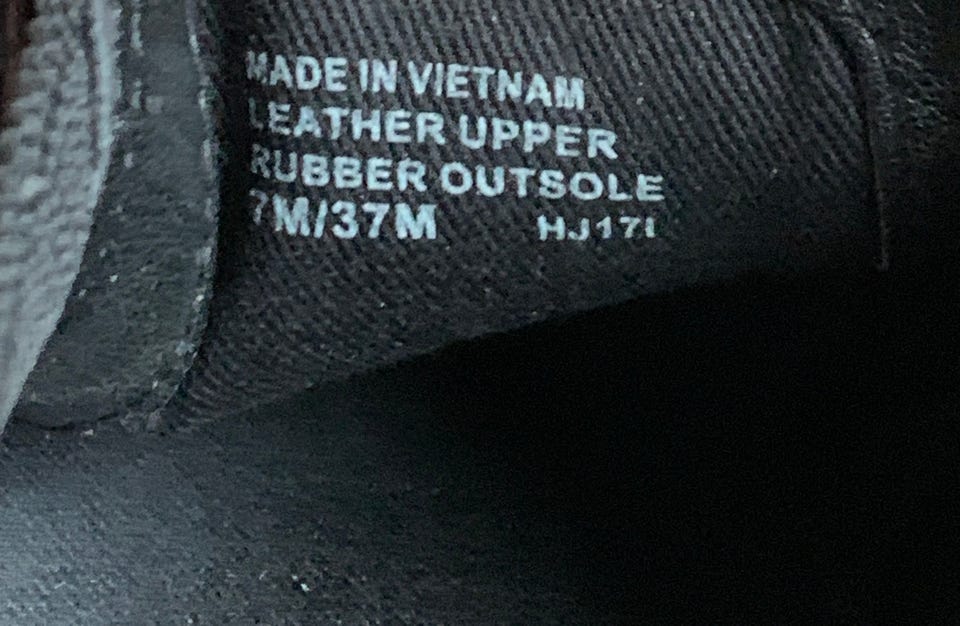 MADE IN VIETNAM
LEATHER UPPER
RUBBER OUTSOLE
7M/37M HJ17I